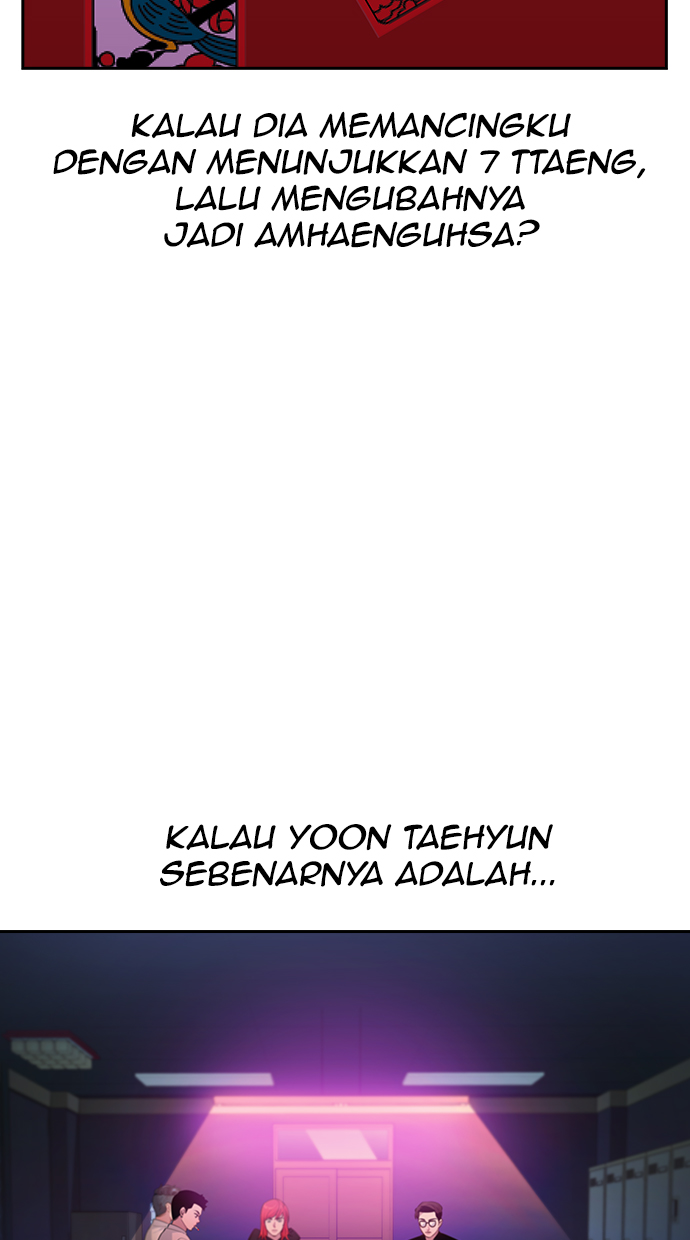 KALAU DIA MEMANCINGKU
DENGAN MENUNJUKKAN 7 TTAENG,
LALU MENGUBAHNYA
JADI AMHAENGUHSA?
KALAU YOON TAEHYUN
SEBENARNYA ADALAH...